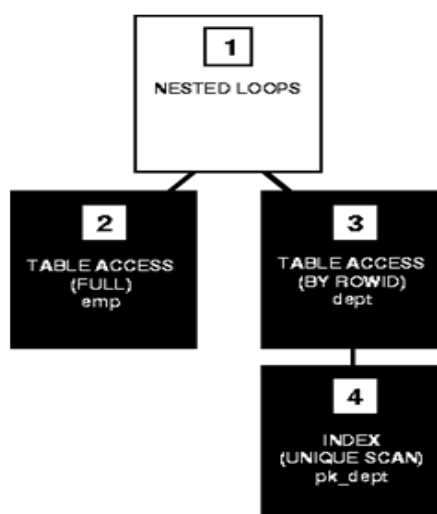 1
NESTED LOOPS
2
TABLE ACCESS
(FULL)
emp
3
TABLE ACCESS
(BY ROWID)
dept
4
INDEX
(UNIQUE SCAN)
pk_dept